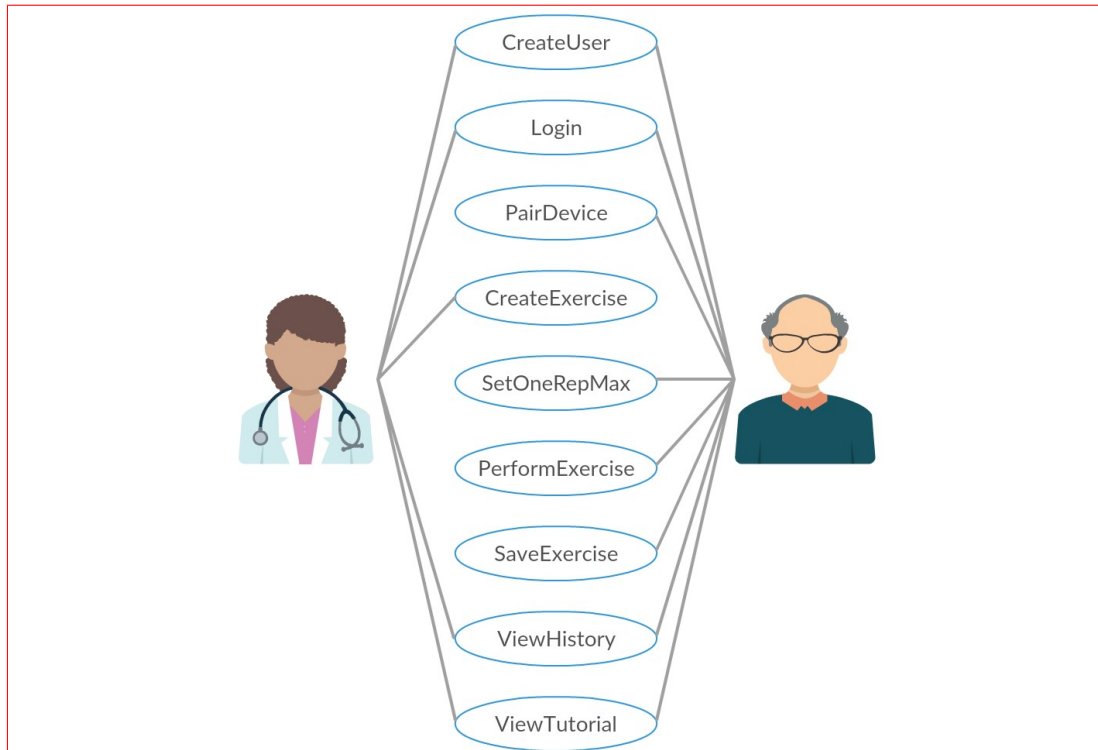 CreateUser
Login
PairDevice
CreateExercise
SetOneRepMax
PerformExercise
SaveExercise
ViewHistory
ViewTutorial